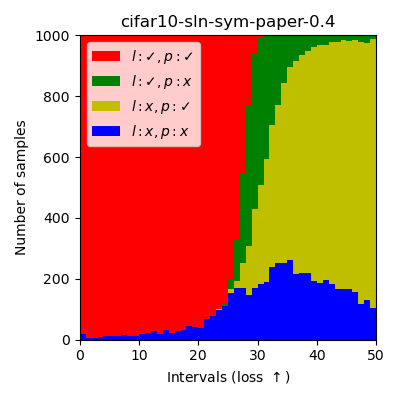 cifar10-sln-sym-paper-0.4
l : ✓, p : ✓
l : ✓, p : x
l : x, p : ✓
l : x, p : x
Number of samples
1000
800
600
400
200
0
0 10 20 30 40 50
Intervals (loss ↑)